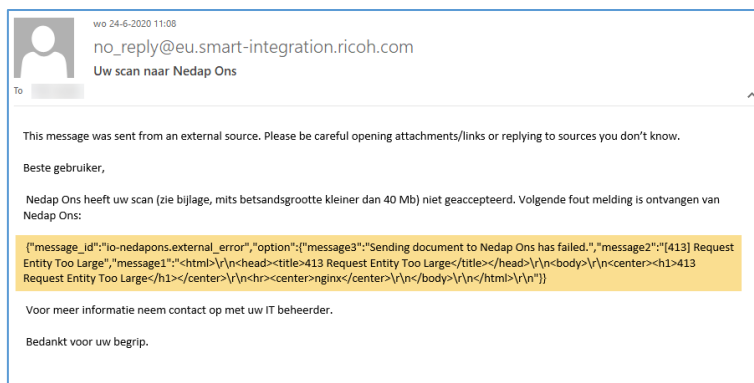 wo 24-6-2020 11:08
no_reply@eu.smart-integration.ricoh.com
Uw scan naar Nedap Ons
To
This message was sent from an external source. Please be careful opening attachments/links or replying to sources you don't know.
Beste gebruiker,
Nedap Ons heeft uw scan (zie bijlage, mits betsandsgrootte kleiner dan 40 Mb) niet geaccepteerd. Volgende fout melding is ontvangen van
Nedap Ons:
{"message_id":"io-nedapons.external_error","option":{"message3":"Sending document to Nedap Ons has failed.","message2":"[413] Request
Entity Too Large","message1":"<html>\r\n<head><title>413 Request Entity Too Large</title></head>\r\n<body>\r\n<center><h1>413
Request Entity Too Large</h1></center>\r\n<hr><center>nginx</center>\r\n</body>\r\n</html>\r\n"}}
Voor meer informatie neem contact op met uw IT beheerder.
Bedankt voor uw begrip.